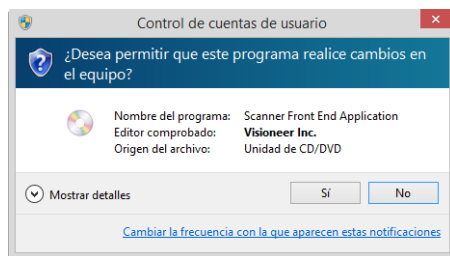 Control de cuentas de usuario
¿Desea permitir que este programa realice cambios en
el equipo?
Nombre del programa: Scanner Front End Application
Editor comprobado: Visioneer Inc.
Origen del archivo: Unidad de CD/DVD
Mostrar detalles Sí No
Cambiar la frecuencia con la que aparecen estas notificaciones